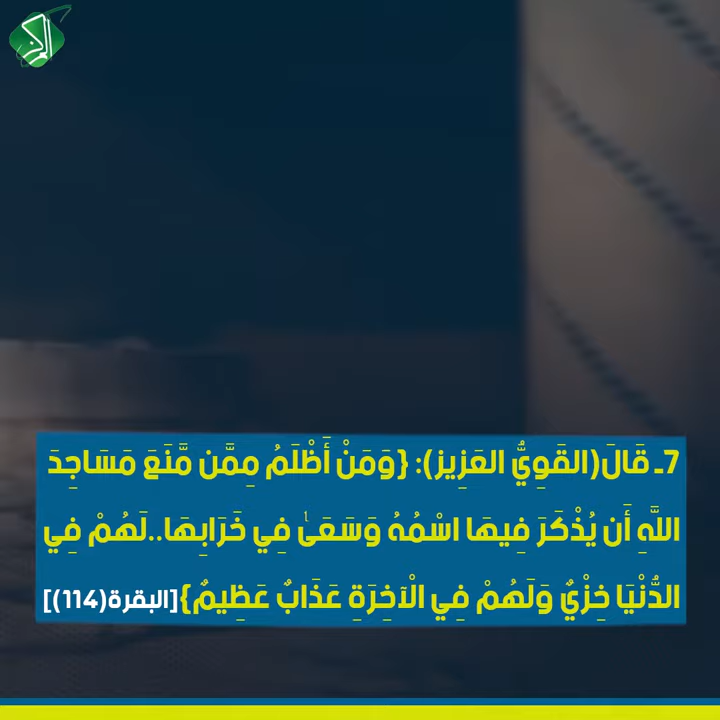 7ـ قَالَ(القَوِيُّ العَزِيز): {وَمَنْ أَظْلَمُ مِمَّن مَّنَعَ مَسَاجِدَ
اللَّهِ أَن يُذْكَرَ فِيهَا اسْمُهُ وَسَعَىٰ فِي خَرَابِهَا..لَهُمْ فِي
الدُّنْيَا خِزْيٌ وَلَهُمْ فِي الْآخِرَةِ عَذَابٌ عَظِيمٌ}[البقرة(114)]